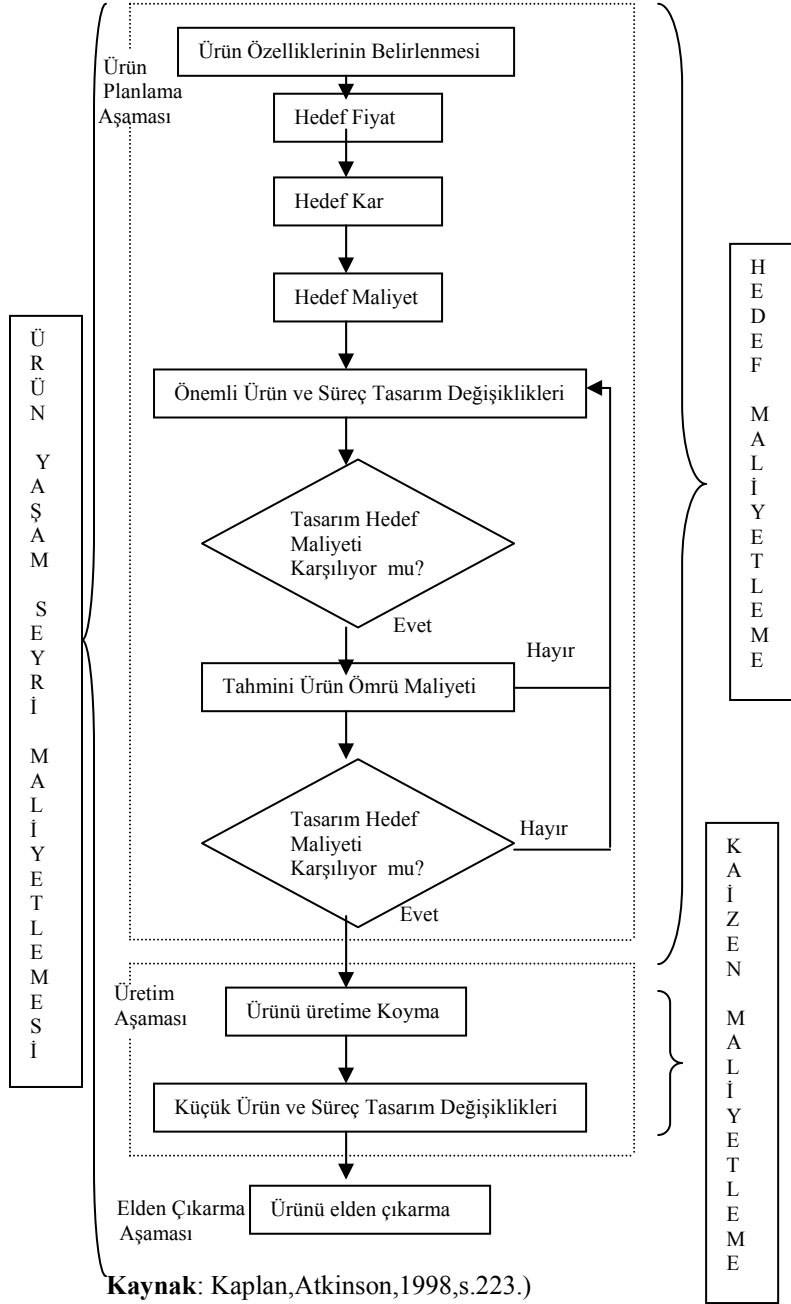 Ürün Özelliklerinin Belirlenmesi
Ürün
Planlama
Aşaması
Hedef Fiyat
Hedef Kar
Hedef Maliyet
Önemli Ürün ve Süreç Tasarım Değişiklikleri
Tasarım Hedef
Maliyeti
Karşılıyor mu?
Evet
Hayır
Tahmini Ürün Ömrü Maliyeti
Tasarım Hedef
Maliyeti
Karşılıyor mu?
Hayır
Evet
Üretim
Aşaması
Ürünü üretime Koyma
Küçük Ürün ve Süreç Tasarım Değişiklikleri
Elden Çıkarma
Aşaması
Ürünü elden çıkarma
ÜRÜN YAŞAM SEYRİ MALİYETLEMESİ
HEDEF MALİYETLEME
KAİZEN MALİYETLEME
Kaynak: Kaplan,Atkinson,1998,s.223.)